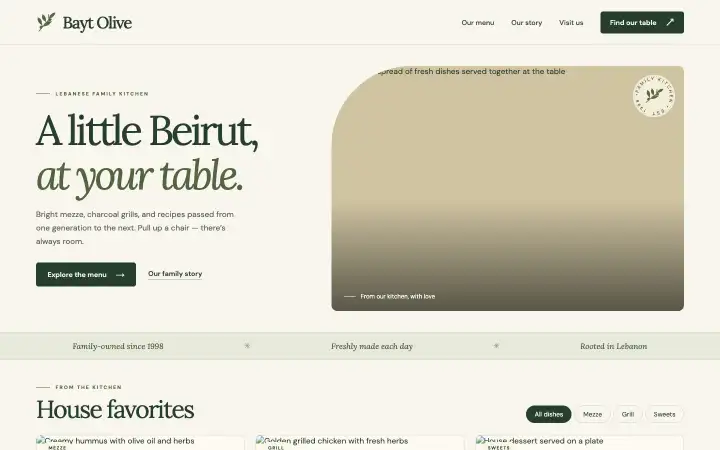 Bayt Olive
Our menu
Our story
Visit us
Find our table
LEBANESE FAMILY KITCHEN
A little Beirut,
at your table.
Bright mezze, charcoal grills, and recipes passed from
one generation to the next. Pull up a chair — there's
always room.
Explore the menu →
Our family story
spread of fresh dishes served together at the table
FAMILY KITCHEN · EST. 1998
From our kitchen, with love
Family-owned since 1998
Freshly made each day
Rooted in Lebanon
FROM THE KITCHEN
House favorites
All dishes
Mezze
Grill
Sweets
Creamy hummus with olive oil and herbs
MEZZE
Golden grilled chicken with fresh herbs
GRILL
House dessert served on a plate
SWEETS